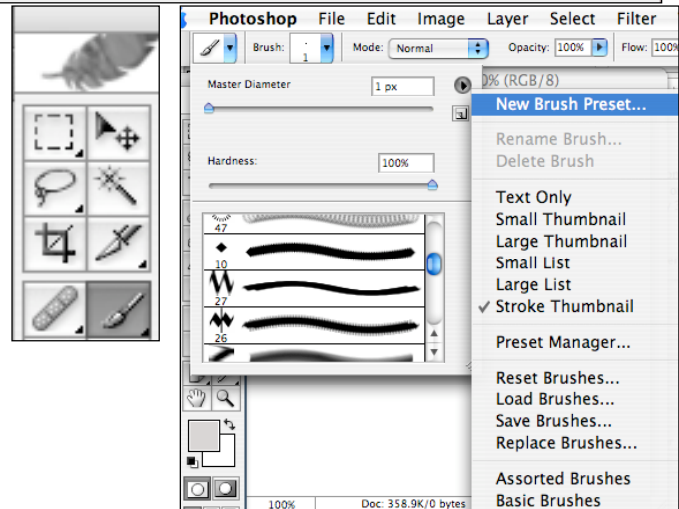 Photoshop File Edit Image Layer Select Filter
Brush: 1 Mode: Normal Opacity: 100% Flow: 100%
0% (RGB/8)
Master Diameter 1 px
New Brush Preset...
Rename Brush...
Delete Brush
Hardness: 100%
Text Only
Small Thumbnail
Large Thumbnail
Small List
Large List
✓ Stroke Thumbnail
47
10
27
26
Preset Manager...
Reset Brushes...
Load Brushes...
Save Brushes...
Replace Brushes...
Assorted Brushes
Basic Brushes
100% Doc: 358.9K/0 bytes